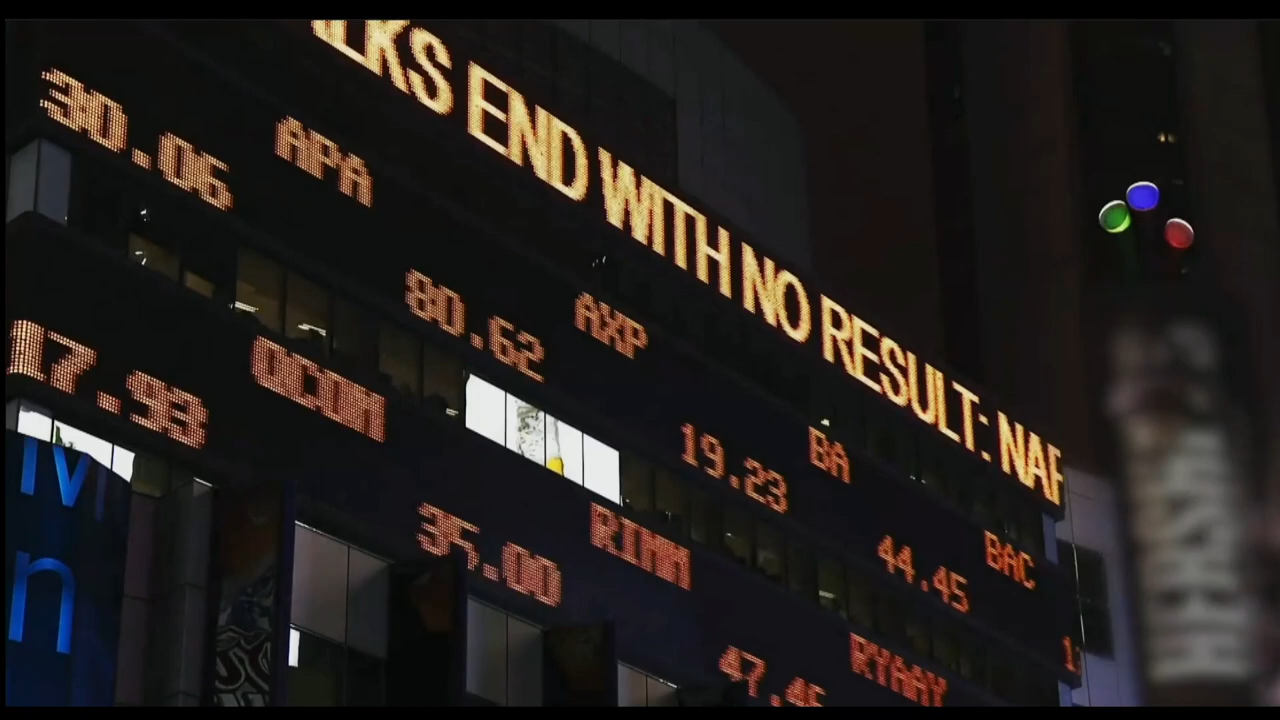 LKS END WITH NO RESULT: NAF
30.06 APA
80.62 AXP
19.23 BA
44.45 BAC
17.93 QCOM
35.00 RIMM
47.45 RYAAY
n